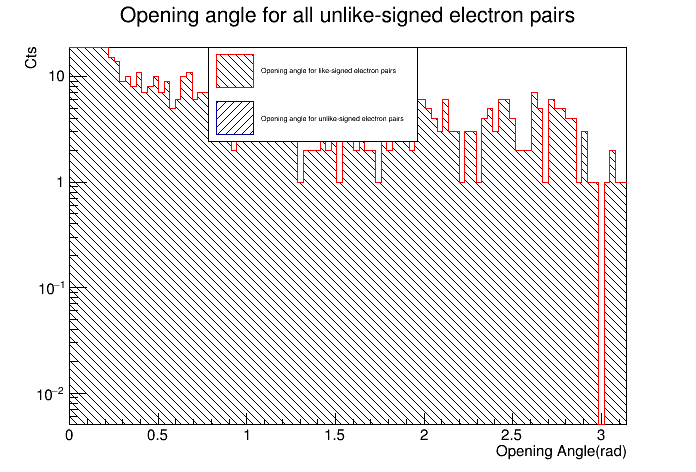 Opening angle for all unlike-signed electron pairs
Cts
Opening angle for like-signed electron pairs
Opening angle for unlike-signed electron pairs
10
1
10⁻¹
10⁻²
0 0.5 1 1.5 2 2.5 3
Opening Angle(rad)